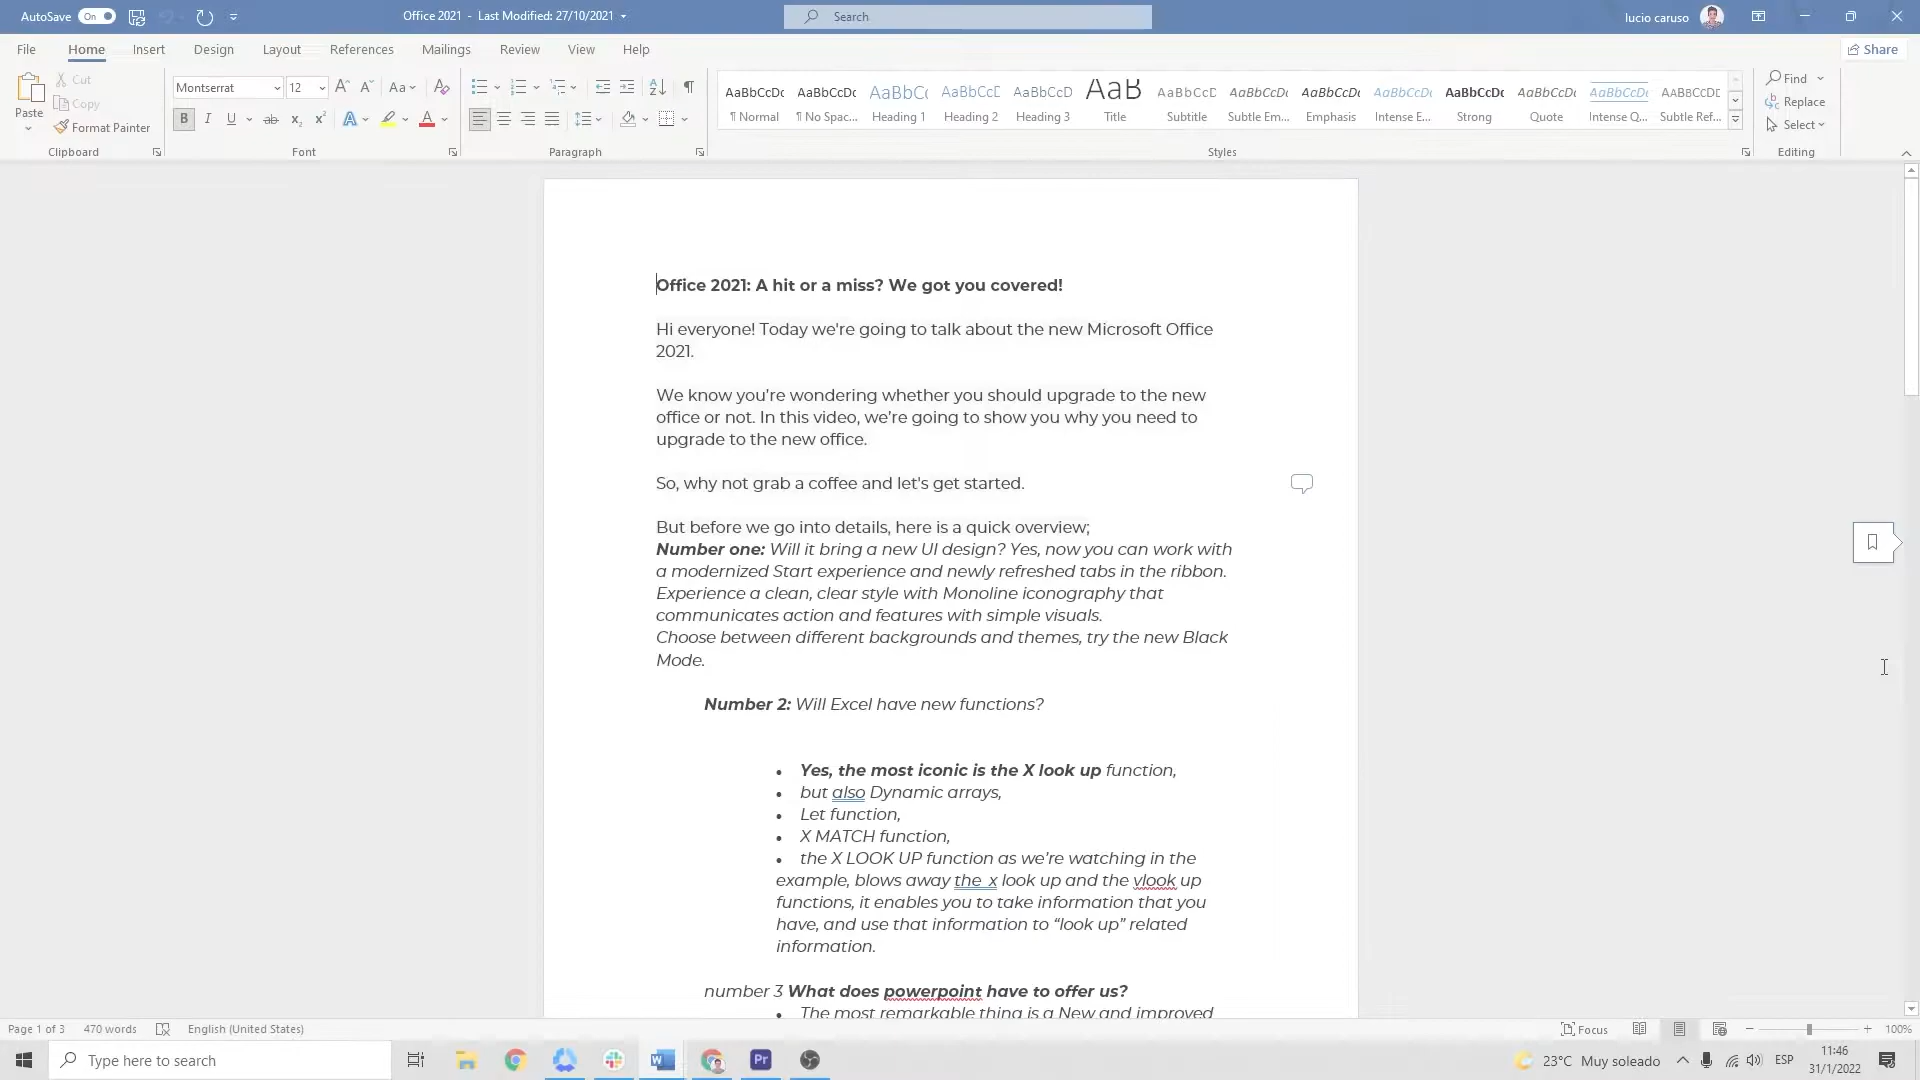 AutoSave On Office 2021 - Last Modified: 27/10/2021 Search lucio caruso
File Home Insert Design Layout References Mailings Review View Help Share
Cut
Copy
Paste Format Painter
Clipboard
Montserrat 12
Font
Paragraph
AaBbCcDc AaBbCcDc AaBbC( AaBbCcC AaBbCcD AaB AaBbCcC AaBbCcDc AaBbCcDc AaBbCcDc AaBbCcDc AaBbCcDc AaBbCcDc AABBCCDC
¶ Normal ¶ No Spac... Heading 1 Heading 2 Heading 3 Title Subtitle Subtle Em... Emphasis Intense E... Strong Quote Intense Q... Subtle Ref...
Styles
Find
Replace
Select
Editing
Office 2021: A hit or a miss? We got you covered!
Hi everyone! Today we're going to talk about the new Microsoft Office
2021.
We know you're wondering whether you should upgrade to the new
office or not. In this video, we’re going to show you why you need to
upgrade to the new office.
So, why not grab a coffee and let's get started.
But before we go into details, here is a quick overview;
Number one: Will it bring a new UI design? Yes, now you can work with
a modernized Start experience and newly refreshed tabs in the ribbon.
Experience a clean, clear style with Monoline iconography that
communicates action and features with simple visuals.
Choose between different backgrounds and themes, try the new Black
Mode.
Number 2: Will Excel have new functions?
• Yes, the most iconic is the X look up function,
• but also Dynamic arrays,
• Let function,
• X MATCH function,
• the X LOOK UP function as we’re watching in the
example, blows away the x look up and the vlook up
functions, it enables you to take information that you
have, and use that information to “look up” related
information.
number 3 What does powerpoint have to offer us?
• The most remarkable thing is a New and improved
Page 1 of 3 470 words English (United States) Focus 100%
Type here to search Pr 23°C Muy soleado ESP 11:46
31/1/2022